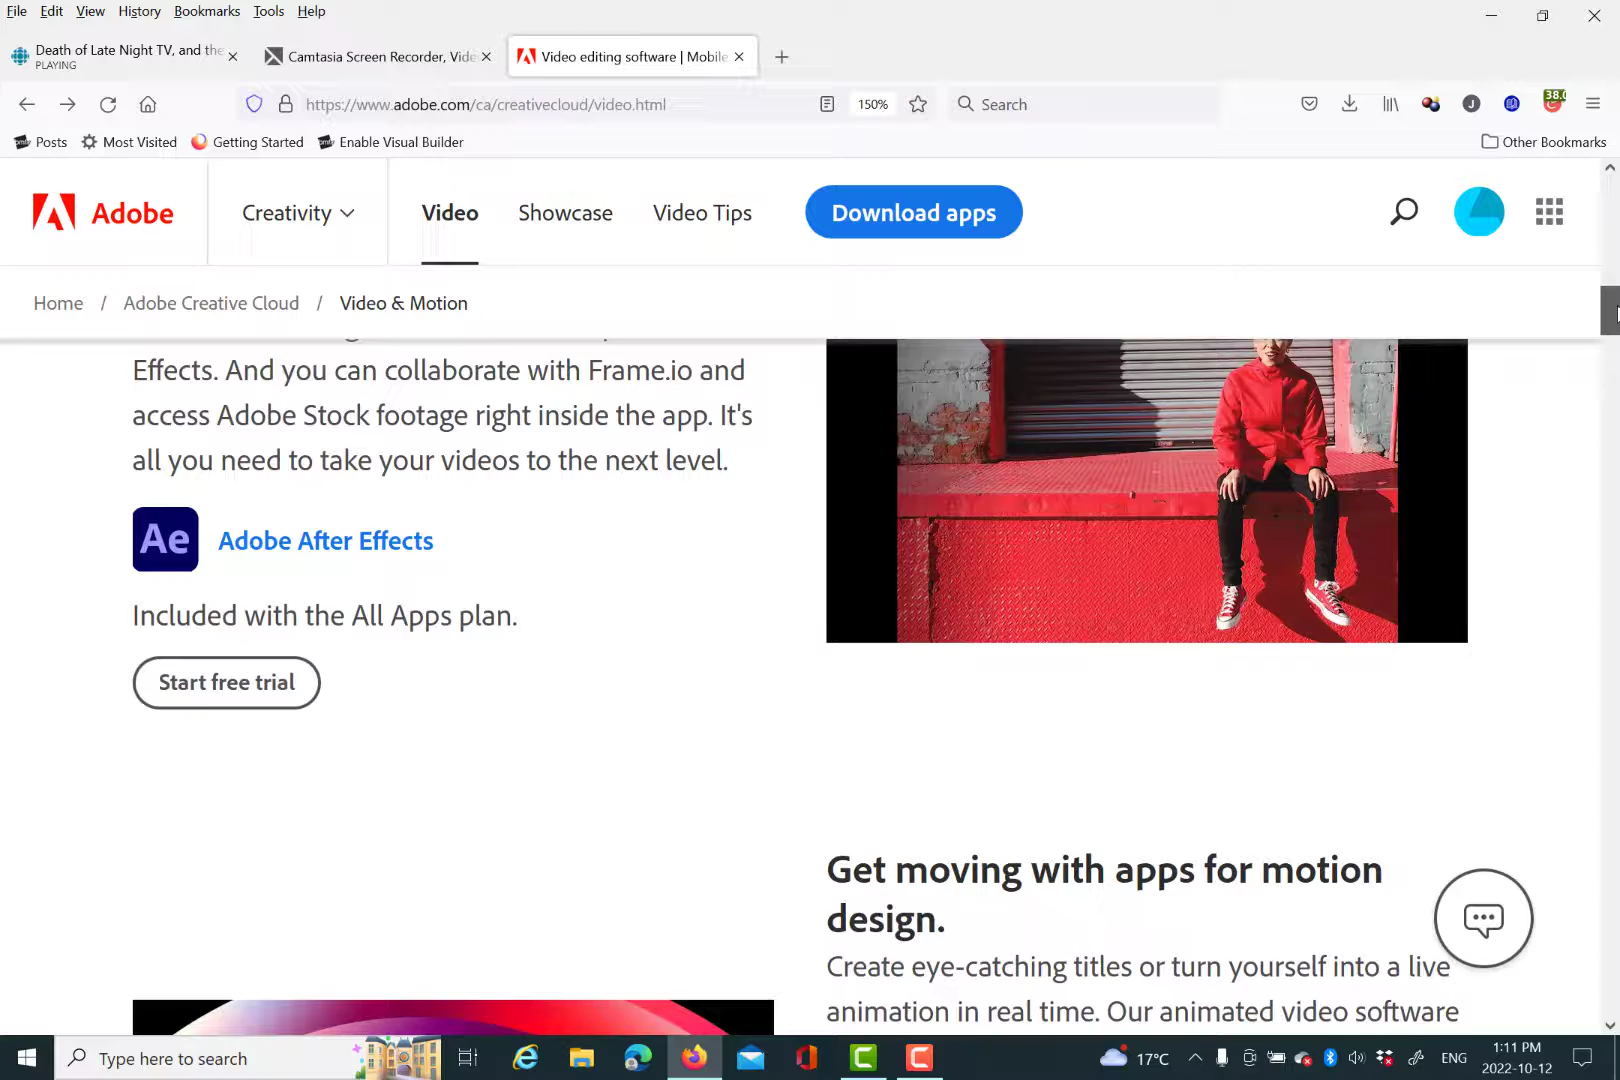 File Edit View History Bookmarks Tools Help
Death of Late Night TV, and the
PLAYING
Camtasia Screen Recorder, Vide
Video editing software | Mobile
https://www.adobe.com/ca/creativecloud/video.html
150%
Search
38.0
Posts Most Visited Getting Started Enable Visual Builder Other Bookmarks
Adobe Creativity Video Showcase Video Tips Download apps
Home / Adobe Creative Cloud / Video & Motion
Effects. And you can collaborate with Frame.io and
access Adobe Stock footage right inside the app. It's
all you need to take your videos to the next level.
Ae Adobe After Effects
Included with the All Apps plan.
Start free trial
Get moving with apps for motion
design.
Create eye-catching titles or turn yourself into a live
animation in real time. Our animated video software
Type here to search
17°C
ENG
1:11 PM
2022-10-12